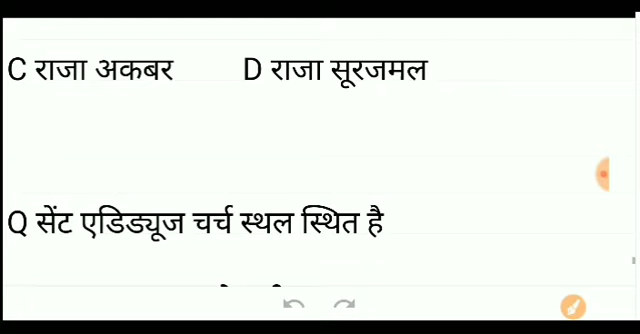 C राजा अकबर D राजा सूरजमल
Q सेंट एडिड्यूज चर्च स्थल स्थित है